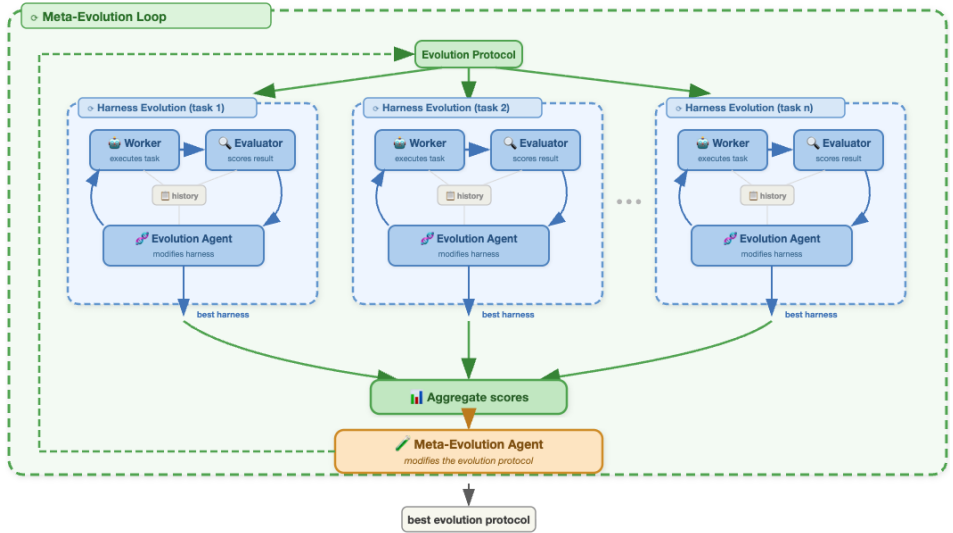 Meta-Evolution Loop
Evolution Protocol
Harness Evolution (task 1)
Worker
executes task
Evaluator
scores result
history
Evolution Agent
modifies harness
best harness
Harness Evolution (task 2)
Worker
executes task
Evaluator
scores result
history
Evolution Agent
modifies harness
best harness
Harness Evolution (task n)
Worker
executes task
Evaluator
scores result
history
Evolution Agent
modifies harness
best harness
Aggregate scores
Meta-Evolution Agent
modifies the evolution protocol
best evolution protocol